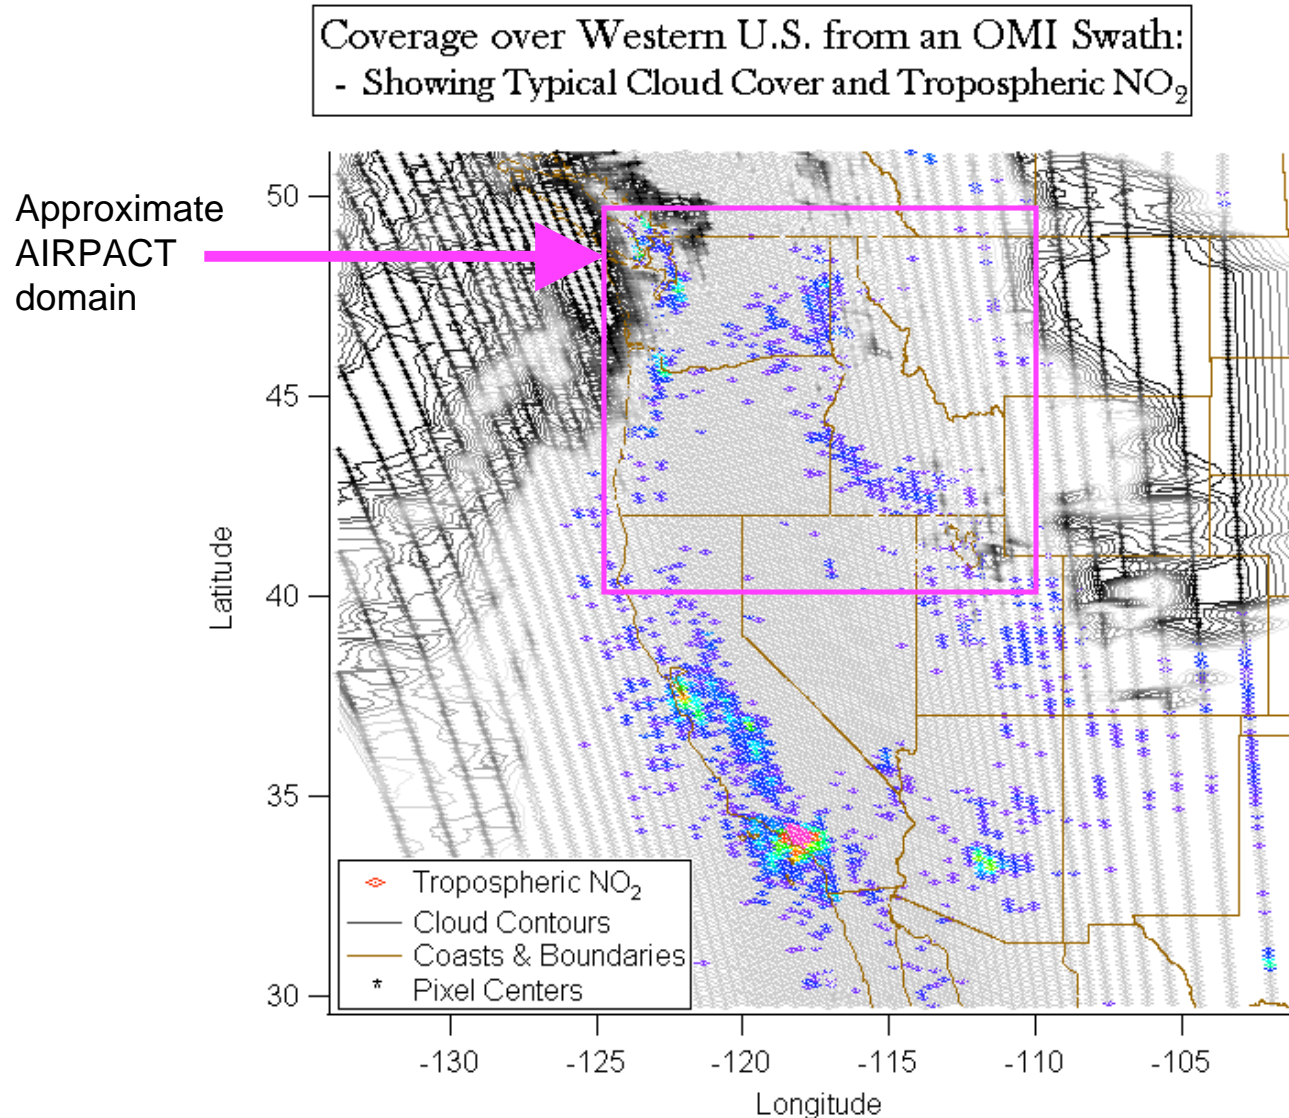 Coverage over Western U.S. from an OMI Swath:
- Showing Typical Cloud Cover and Tropospheric NO₂
Approximate
AIRPACT
domain
50
45
40
35
30
Latitude
Tropospheric NO₂
Cloud Contours
Coasts & Boundaries
* Pixel Centers
-130
-125
-120
-115
-110
-105
Longitude